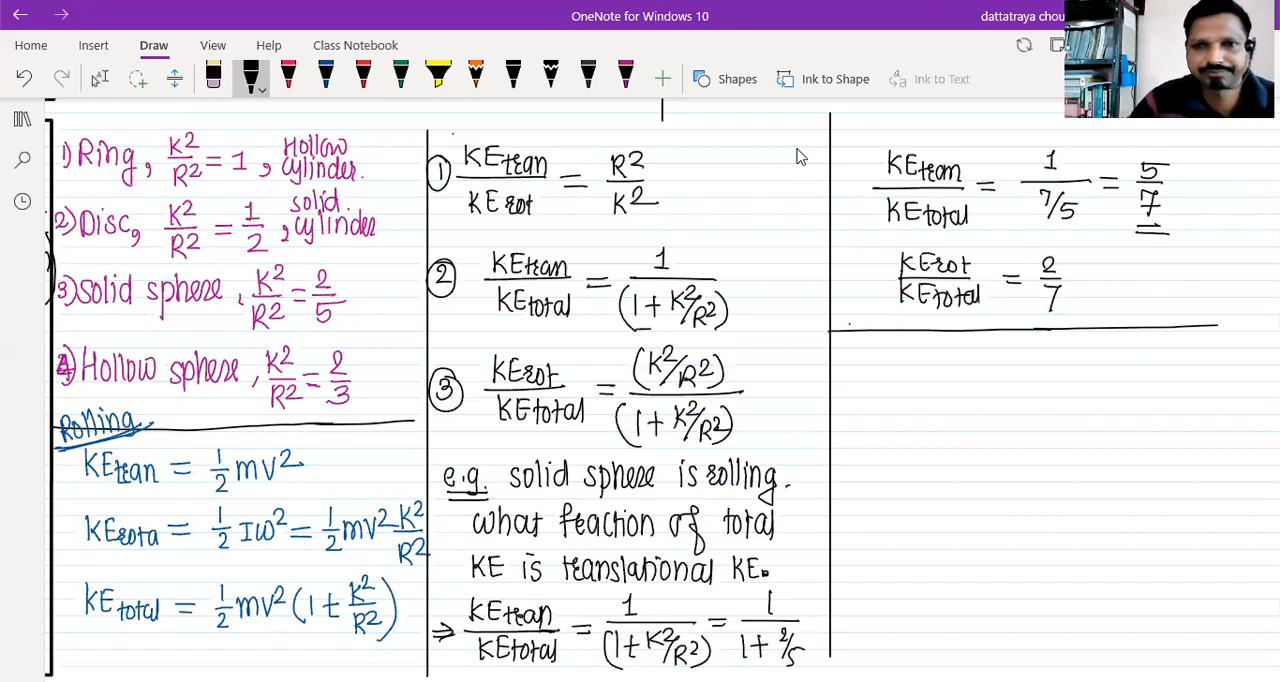 OneNote for Windows 10
dattatraya chou
Home Insert Draw View Help Class Notebook
Shapes Ink to Shape Ink to Text
1) Ring, K²/R² = 1, Hollow cylinder.
2) Disc, K²/R² = 1/2, solid cylinder
3) Solid sphere, K²/R² = 2/5
4) Hollow sphere, K²/R² = 2/3
Rolling
KEtran = 1/2 mv²
KErota = 1/2 Iω² = 1/2 mv² K²/R²
KEtotal = 1/2 mv² (1 + K²/R²)
① KEtran/KErot = R²/K²
② KEtran/KEtotal = 1/(1 + K²/R²)
③ KErot/KEtotal = (K²/R²)/(1 + K²/R²)
e.g. solid sphere is rolling.
what fraction of total
KE is translational KE.
⇒ KEtran/KEtotal = 1/(1 + K²/R²) = 1/(1 + 2/5)
KEtran/KEtotal = 1/(7/5) = 5/7
KErot/KEtotal = 2/7